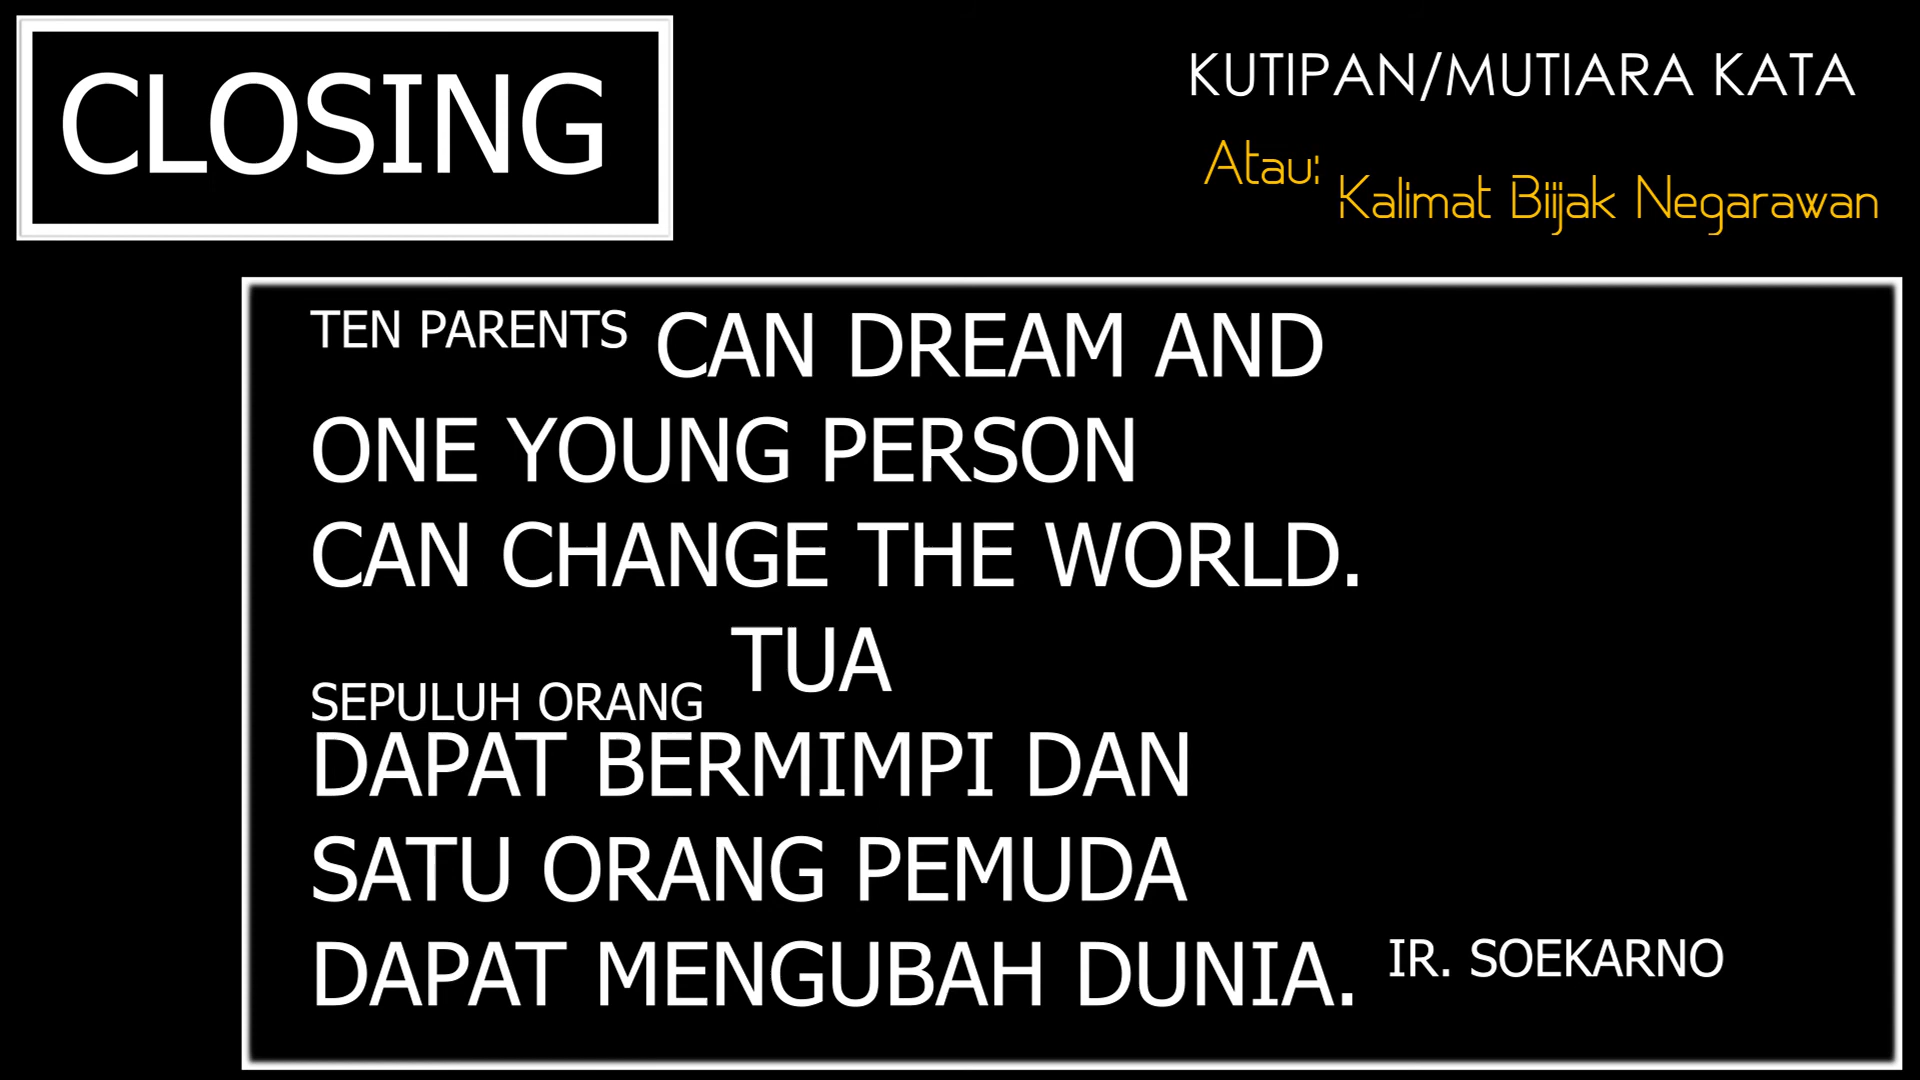 CLOSING
KUTIPAN/MUTIARA KATA
Atau:
Kalimat Biijak Negarawan
TEN PARENTS CAN DREAM AND
ONE YOUNG PERSON
CAN CHANGE THE WORLD.
SEPULUH ORANG TUA
DAPAT BERMIMPI DAN
SATU ORANG PEMUDA
DAPAT MENGUBAH DUNIA. IR. SOEKARNO